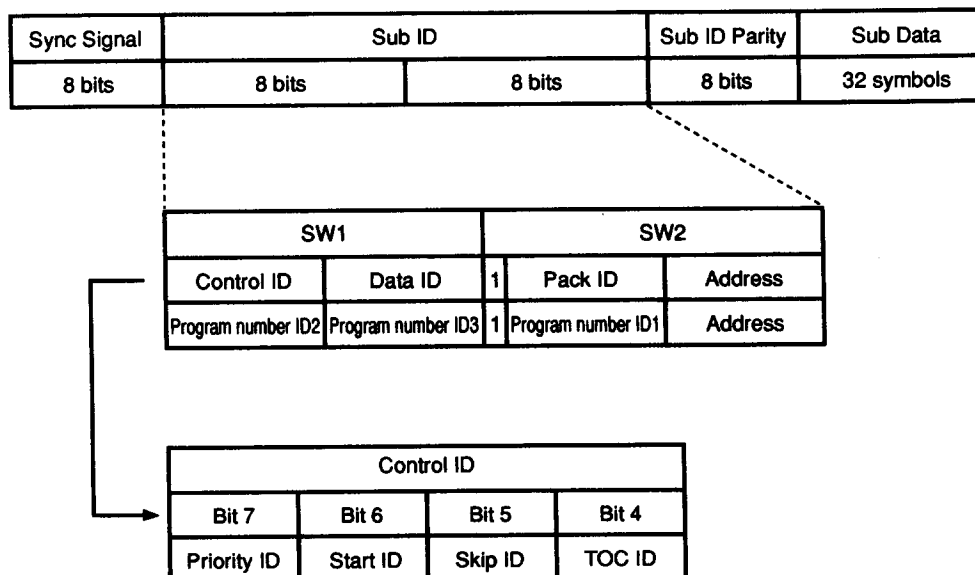 Sync Signal Sub ID Sub ID Parity Sub Data
8 bits 8 bits 8 bits 8 bits 32 symbols
SW1 SW2
Control ID Data ID 1 Pack ID Address
Program number ID2 Program number ID3 1 Program number ID1 Address
Control ID
Bit 7 Bit 6 Bit 5 Bit 4
Priority ID Start ID Skip ID TOC ID